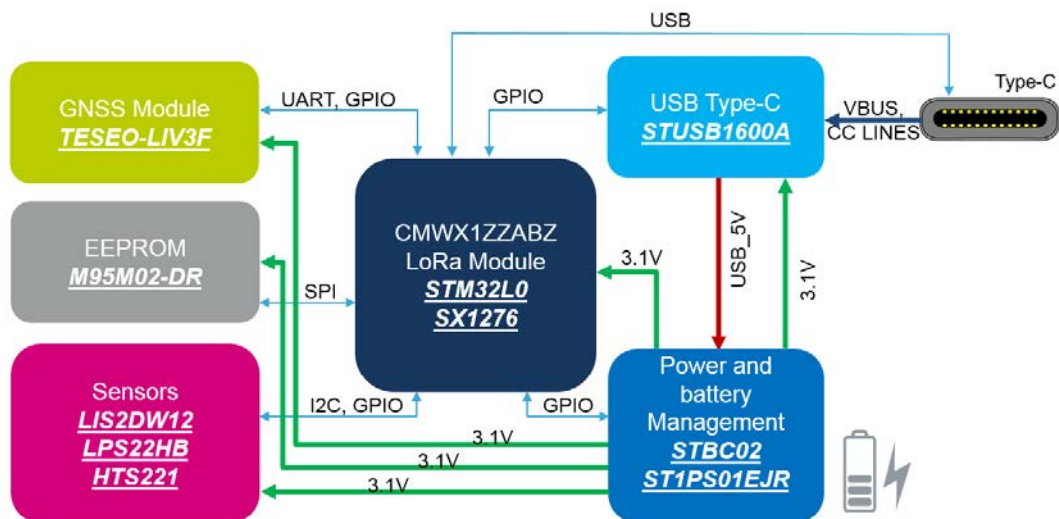 USB
Type-C
GNSS Module
TESEO-LIV3F
UART, GPIO
GPIO
USB Type-C
STUSB1600A
VBUS,
CC LINES
EEPROM
M95M02-DR
SPI
CMWX1ZZABZ
LoRa Module
STM32L0
SX1276
3.1V
USB_5V
3.1V
Sensors
LIS2DW12
LPS22HB
HTS221
I2C, GPIO
GPIO
Power and
battery
Management
STBC02
ST1PS01EJR
3.1V
3.1V
3.1V